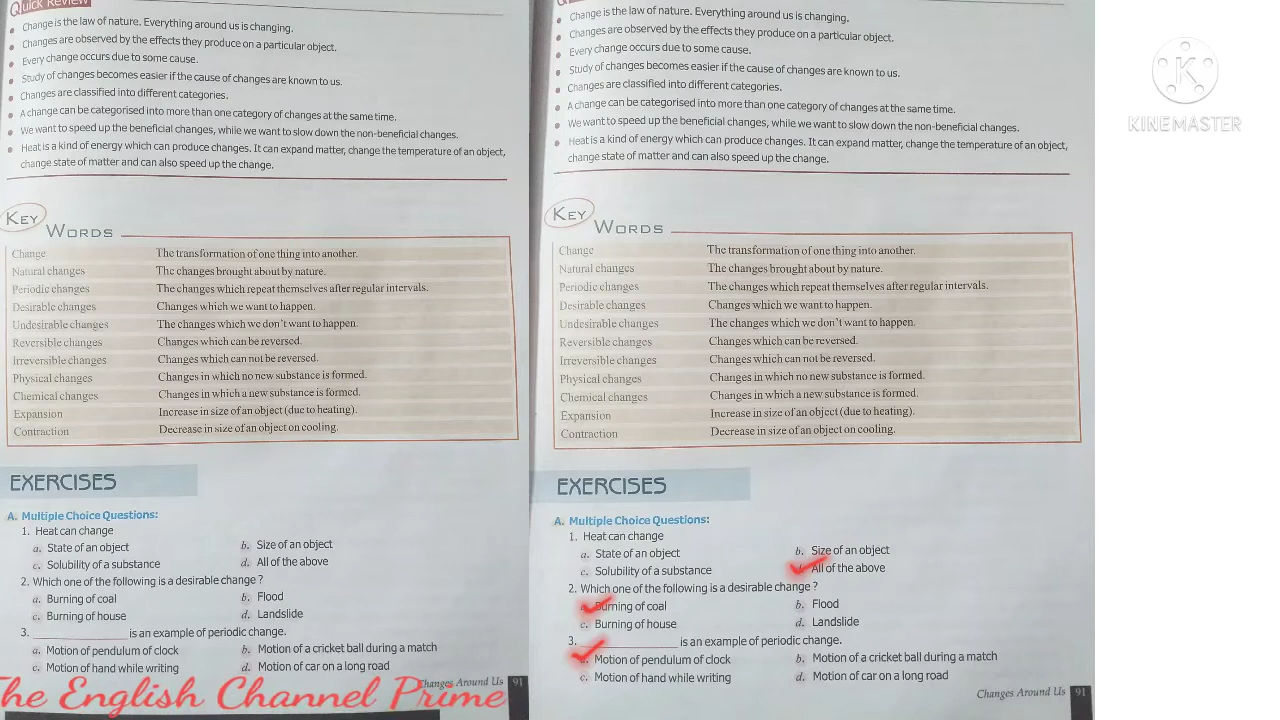 Quick Review
Change is the law of nature. Everything around us is changing.
Changes are observed by the effects they produce on a particular object.
Every change occurs due to some cause.
Study of changes becomes easier if the cause of changes are known to us.
Changes are classified into different categories.
A change can be categorised into more than one category of changes at the same time.
We want to speed up the beneficial changes, while we want to slow down the non-beneficial changes.
Heat is a kind of energy which can produce changes. It can expand matter, change the temperature of an object,
change state of matter and can also speed up the change.
KEY WORDS
Change The transformation of one thing into another.
Natural changes The changes brought about by nature.
Periodic changes The changes which repeat themselves after regular intervals.
Desirable changes Changes which we want to happen.
Undesirable changes The changes which we don't want to happen.
Reversible changes Changes which can be reversed.
Irreversible changes Changes which can not be reversed.
Physical changes Changes in which no new substance is formed.
Chemical changes Changes in which a new substance is formed.
Expansion Increase in size of an object (due to heating).
Contraction Decrease in size of an object on cooling.
EXERCISES
A. Multiple Choice Questions:
1. Heat can change
a. State of an object b. Size of an object
c. Solubility of a substance d. All of the above
2. Which one of the following is a desirable change ?
a. Burning of coal b. Flood
c. Burning of house d. Landslide
3. ____________ is an example of periodic change.
a. Motion of pendulum of clock b. Motion of a cricket ball during a match
c. Motion of hand while writing d. Motion of car on a long road
Changes Around Us 91
The English Channel Prime
Change is the law of nature. Everything around us is changing.
Changes are observed by the effects they produce on a particular object.
Every change occurs due to some cause.
Study of changes becomes easier if the cause of changes are known to us.
Changes are classified into different categories.
A change can be categorised into more than one category of changes at the same time.
We want to speed up the beneficial changes, while we want to slow down the non-beneficial changes.
Heat is a kind of energy which can produce changes. It can expand matter, change the temperature of an object,
change state of matter and can also speed up the change.
KEY WORDS
Change The transformation of one thing into another.
Natural changes The changes brought about by nature.
Periodic changes The changes which repeat themselves after regular intervals.
Desirable changes Changes which we want to happen.
Undesirable changes The changes which we don't want to happen.
Reversible changes Changes which can be reversed.
Irreversible changes Changes which can not be reversed.
Physical changes Changes in which no new substance is formed.
Chemical changes Changes in which a new substance is formed.
Expansion Increase in size of an object (due to heating).
Contraction Decrease in size of an object on cooling.
EXERCISES
A. Multiple Choice Questions:
1. Heat can change
a. State of an object b. Size of an object
c. Solubility of a substance All of the above
2. Which one of the following is a desirable change ?
a. Burning of coal b. Flood
c. Burning of house d. Landslide
3. ____________ is an example of periodic change.
Motion of pendulum of clock b. Motion of a cricket ball during a match
c. Motion of hand while writing d. Motion of car on a long road
Changes Around Us 91
K
KINEMASTER